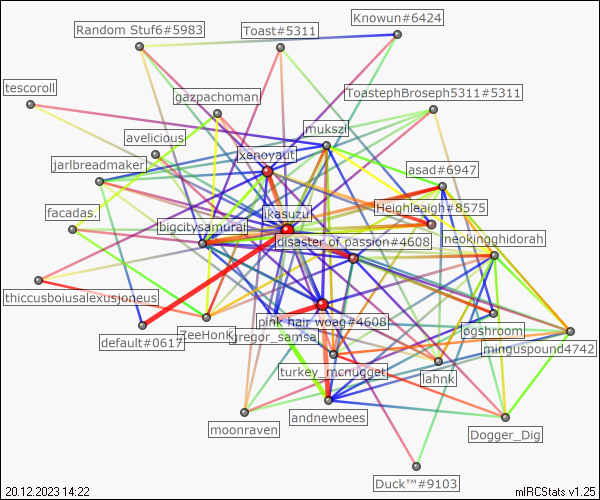 Knowun#6424
Random Stuf6#5983
Toast#5311
tescoroll
gazpachoman
ToastephBroseph5311#5311
mukszi
avelicious
xenoyaut
jarlbreadmaker
asad#6947
Heighleaigh#8575
facadas.
ikasuzu
bigcitysamurai
disaster of passion#4608
neokingghidorah
thiccusboiusalexusjoneus
default#0617
ZeeHonk
pink hair woag#4608
gregor_samsa
ogshroom
minguspound4742
turkey_mcnugget
lahnk
andnewbees
moonraven
Dogger_Dig
Duck™#9103
20.12.2023 14:22
mIRCStats v1.25